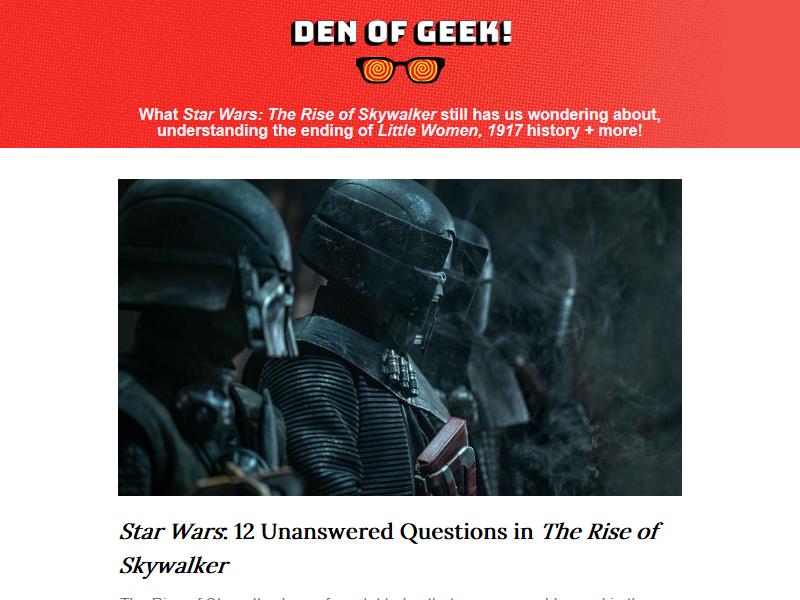 DEN OF GEEK!
What Star Wars: The Rise of Skywalker still has us wondering about,
understanding the ending of Little Women, 1917 history + more!
Star Wars: 12 Unanswered Questions in The Rise of
Skywalker